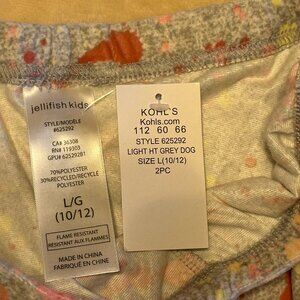 jellifish kids
STYLE/MODÈLE
#625292
CA# 36308
RN# 119303
GPU# 62529281
70%POLYESTER
30%RECYCLED/RECYCLE
POLYESTER
L/G
(10/12)
FLAME RESISTANT
RÉSISTANT AUX FLAMMES
MADE IN CHINA
FABRIQUÉ EN CHINE
KOHL'S
Kohls.com
112 60 66
STYLE 625292
LIGHT HT GREY DOG
SIZE L(10/12)
2PC